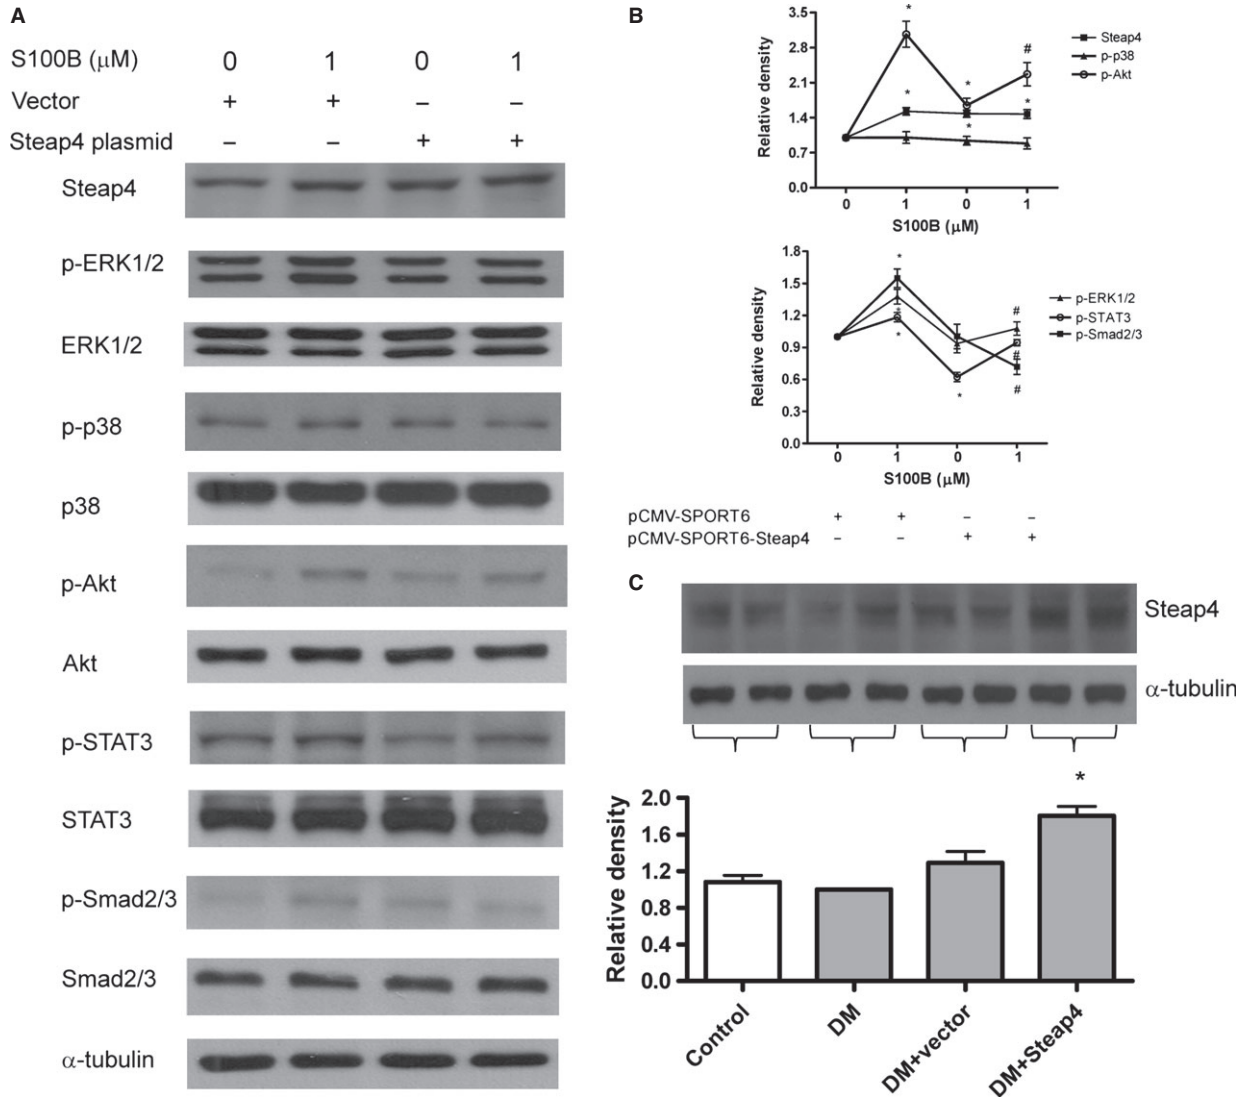 A
S100B (μM) 0 1 0 1
Vector + + – –
Steap4 plasmid – – + +
Steap4
p-ERK1/2
ERK1/2
p-p38
p38
p-Akt
Akt
p-STAT3
STAT3
p-Smad2/3
Smad2/3
α-tubulin
B
Relative density
3.5
2.8
2.1
1.4
0.7
0.0
* * * * * #
0 1 0 1
S100B (μM)
Steap4
p-p38
p-Akt
Relative density
1.8
1.5
1.2
0.9
0.6
0.3
0.0
* * * * # # #
0 1 0 1
S100B (μM)
p-ERK1/2
p-STAT3
p-Smad2/3
pCMV-SPORT6 + + – –
pCMV-SPORT6-Steap4 – – + +
C
Steap4
α-tubulin
*
Relative density
2.0
1.6
1.2
0.8
0.4
0.0
Control
DM
DM+vector
DM+Steap4